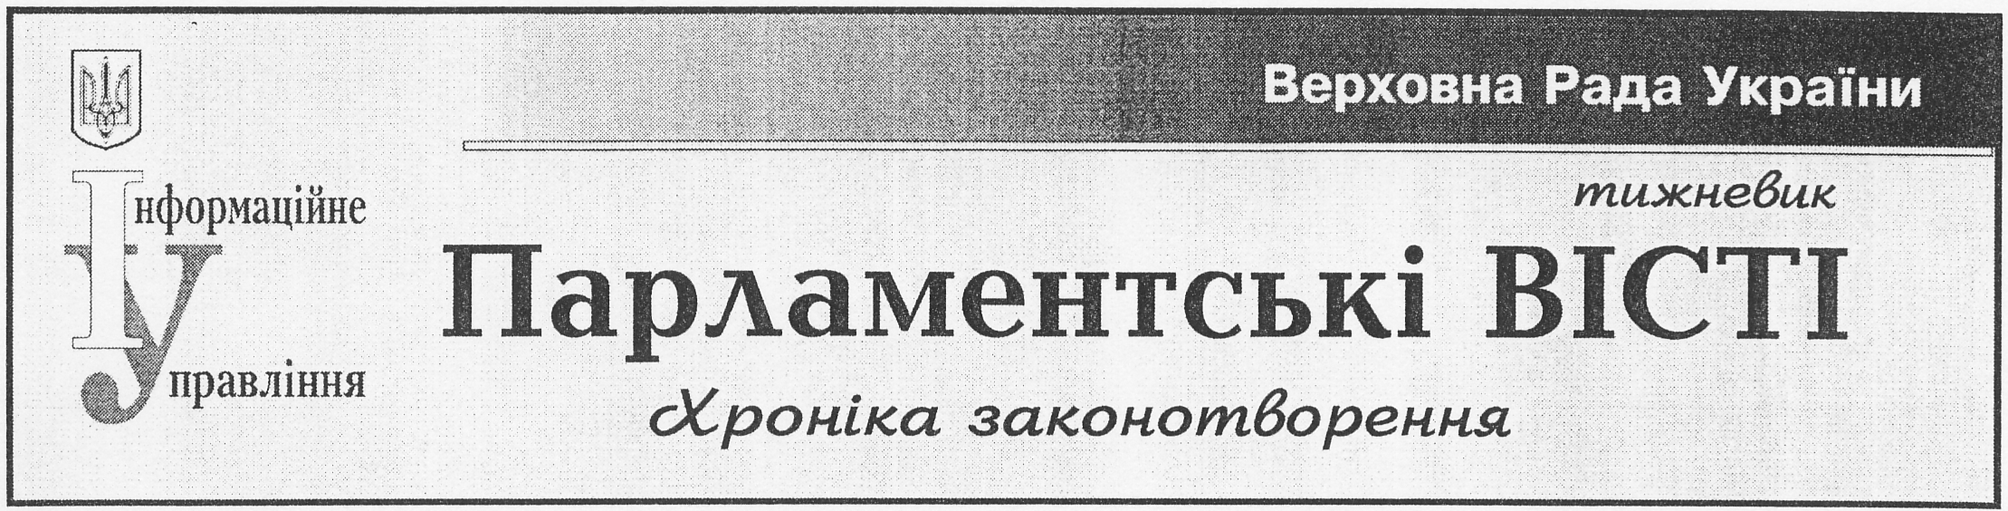 Верховна Рада України
Інформаційне
Управління
тижневик
Парламентські ВІСТІ
Хроніка законотворення